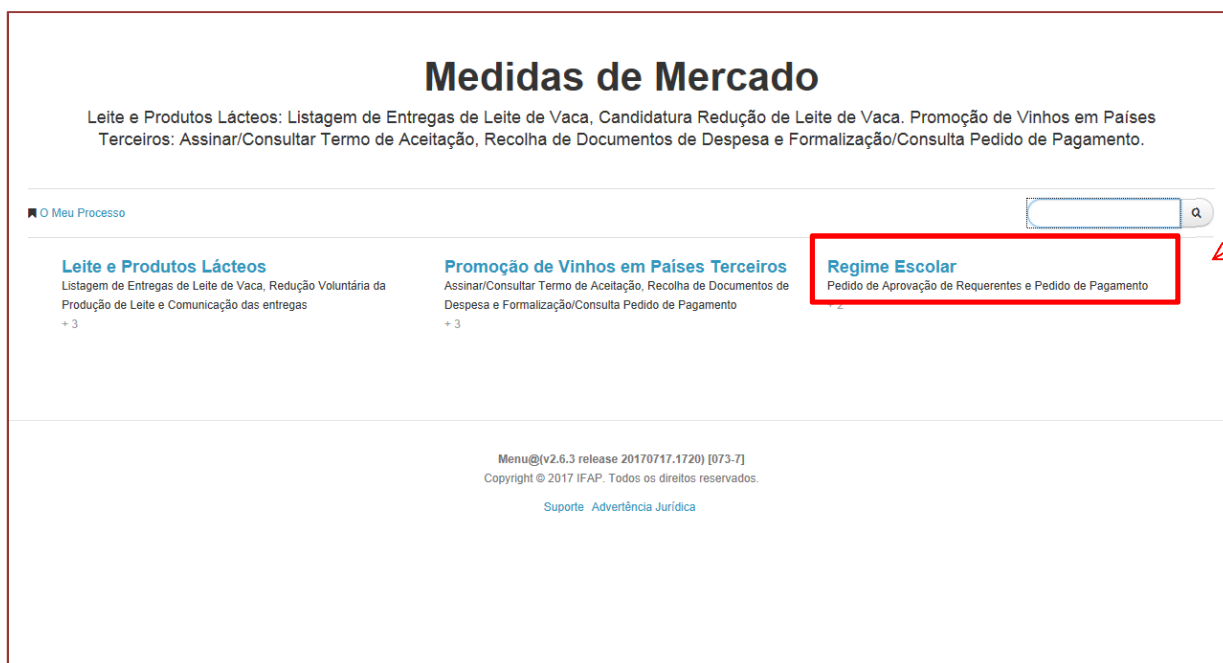 Medidas de Mercado
Leite e Produtos Lácteos: Listagem de Entregas de Leite de Vaca, Candidatura Redução de Leite de Vaca. Promoção de Vinhos em Países
Terceiros: Assinar/Consultar Termo de Aceitação, Recolha de Documentos de Despesa e Formalização/Consulta Pedido de Pagamento.
O Meu Processo
Leite e Produtos Lácteos
Listagem de Entregas de Leite de Vaca, Redução Voluntária da
Produção de Leite e Comunicação das entregas
+ 3
Promoção de Vinhos em Países Terceiros
Assinar/Consultar Termo de Aceitação, Recolha de Documentos de
Despesa e Formalização/Consulta Pedido de Pagamento
+ 3
Regime Escolar
Pedido de Aprovação de Requerentes e Pedido de Pagamento
+ 2
Menu@(v2.6.3 release 20170717.1720) [073-7]
Copyright © 2017 IFAP. Todos os direitos reservados.
Suporte Advertência Jurídica